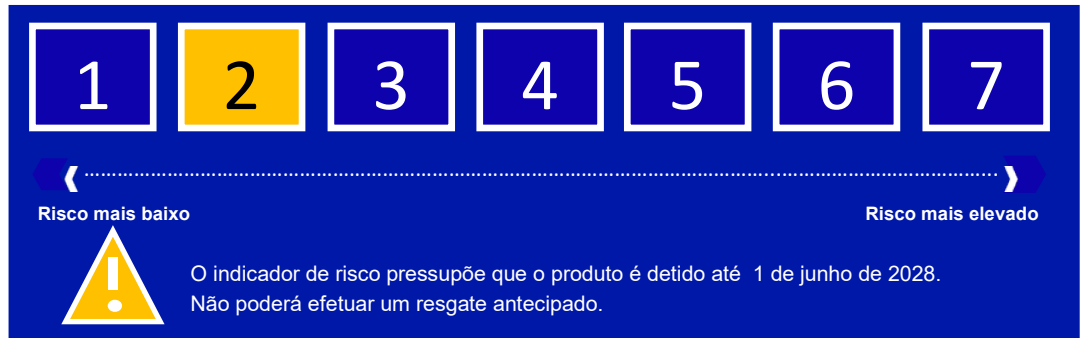 1 2 3 4 5 6 7
Risco mais baixo Risco mais elevado
O indicador de risco pressupõe que o produto é detido até 1 de junho de 2028.
Não poderá efetuar um resgate antecipado.